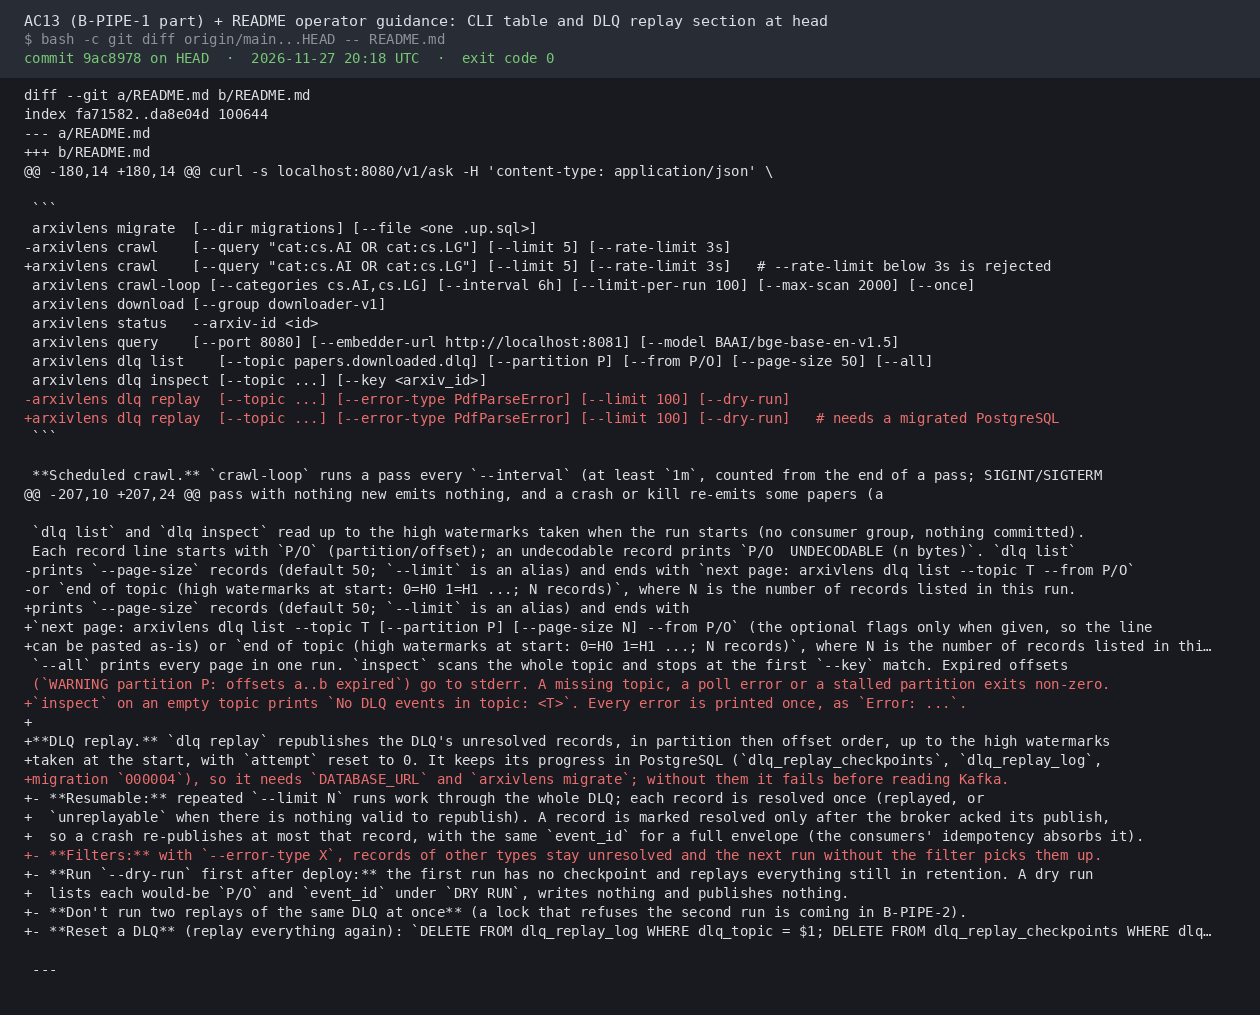 AC13 (B-PIPE-1 part) + README operator guidance: CLI table and DLQ replay section at head
$ bash -c git diff origin/main...HEAD -- README.md
commit 9ac8978 on HEAD  ·  2026-11-27 20:18 UTC  ·  exit code 0
diff --git a/README.md b/README.md
index fa71582..da8e04d 100644
--- a/README.md
+++ b/README.md
@@ -180,14 +180,14 @@ curl -s localhost:8080/v1/ask -H 'content-type: application/json' \
 ```
 arxivlens migrate  [--dir migrations] [--file <one .up.sql>]
-arxivlens crawl    [--query "cat:cs.AI OR cat:cs.LG"] [--limit 5] [--rate-limit 3s]
+arxivlens crawl    [--query "cat:cs.AI OR cat:cs.LG"] [--limit 5] [--rate-limit 3s]   # --rate-limit below 3s is rejected
 arxivlens crawl-loop [--categories cs.AI,cs.LG] [--interval 6h] [--limit-per-run 100] [--max-scan 2000] [--once]
 arxivlens download [--group downloader-v1]
 arxivlens status   --arxiv-id <id>
 arxivlens query    [--port 8080] [--embedder-url http://localhost:8081] [--model BAAI/bge-base-en-v1.5]
 arxivlens dlq list    [--topic papers.downloaded.dlq] [--partition P] [--from P/O] [--page-size 50] [--all]
 arxivlens dlq inspect [--topic ...] [--key <arxiv_id>]
-arxivlens dlq replay  [--topic ...] [--error-type PdfParseError] [--limit 100] [--dry-run]
+arxivlens dlq replay  [--topic ...] [--error-type PdfParseError] [--limit 100] [--dry-run]   # needs a migrated PostgreSQL
 ```
 **Scheduled crawl.** `crawl-loop` runs a pass every `--interval` (at least `1m`, counted from the end of a pass; SIGINT/SIGTERM
@@ -207,10 +207,24 @@ pass with nothing new emits nothing, and a crash or kill re-emits some papers (a
 `dlq list` and `dlq inspect` read up to the high watermarks taken when the run starts (no consumer group, nothing committed).
 Each record line starts with `P/O` (partition/offset); an undecodable record prints `P/O  UNDECODABLE (n bytes)`. `dlq list`
-prints `--page-size` records (default 50; `--limit` is an alias) and ends with `next page: arxivlens dlq list --topic T --from P/O`
-or `end of topic (high watermarks at start: 0=H0 1=H1 ...; N records)`, where N is the number of records listed in this run.
+prints `--page-size` records (default 50; `--limit` is an alias) and ends with
+`next page: arxivlens dlq list --topic T [--partition P] [--page-size N] --from P/O` (the optional flags only when given, so the line
+can be pasted as-is) or `end of topic (high watermarks at start: 0=H0 1=H1 ...; N records)`, where N is the number of records listed in thi…
 `--all` prints every page in one run. `inspect` scans the whole topic and stops at the first `--key` match. Expired offsets
 (`WARNING partition P: offsets a..b expired`) go to stderr. A missing topic, a poll error or a stalled partition exits non-zero.
+`inspect` on an empty topic prints `No DLQ events in topic: <T>`. Every error is printed once, as `Error: ...`.
+
+**DLQ replay.** `dlq replay` republishes the DLQ's unresolved records, in partition then offset order, up to the high watermarks
+taken at the start, with `attempt` reset to 0. It keeps its progress in PostgreSQL (`dlq_replay_checkpoints`, `dlq_replay_log`,
+migration `000004`), so it needs `DATABASE_URL` and `arxivlens migrate`; without them it fails before reading Kafka.
+- **Resumable:** repeated `--limit N` runs work through the whole DLQ; each record is resolved once (replayed, or
+  `unreplayable` when there is nothing valid to republish). A record is marked resolved only after the broker acked its publish,
+  so a crash re-publishes at most that record, with the same `event_id` for a full envelope (the consumers' idempotency absorbs it).
+- **Filters:** with `--error-type X`, records of other types stay unresolved and the next run without the filter picks them up.
+- **Run `--dry-run` first after deploy:** the first run has no checkpoint and replays everything still in retention. A dry run
+  lists each would-be `P/O` and `event_id` under `DRY RUN`, writes nothing and publishes nothing.
+- **Don't run two replays of the same DLQ at once** (a lock that refuses the second run is coming in B-PIPE-2).
+- **Reset a DLQ** (replay everything again): `DELETE FROM dlq_replay_log WHERE dlq_topic = $1; DELETE FROM dlq_replay_checkpoints WHERE dlq…
 ---